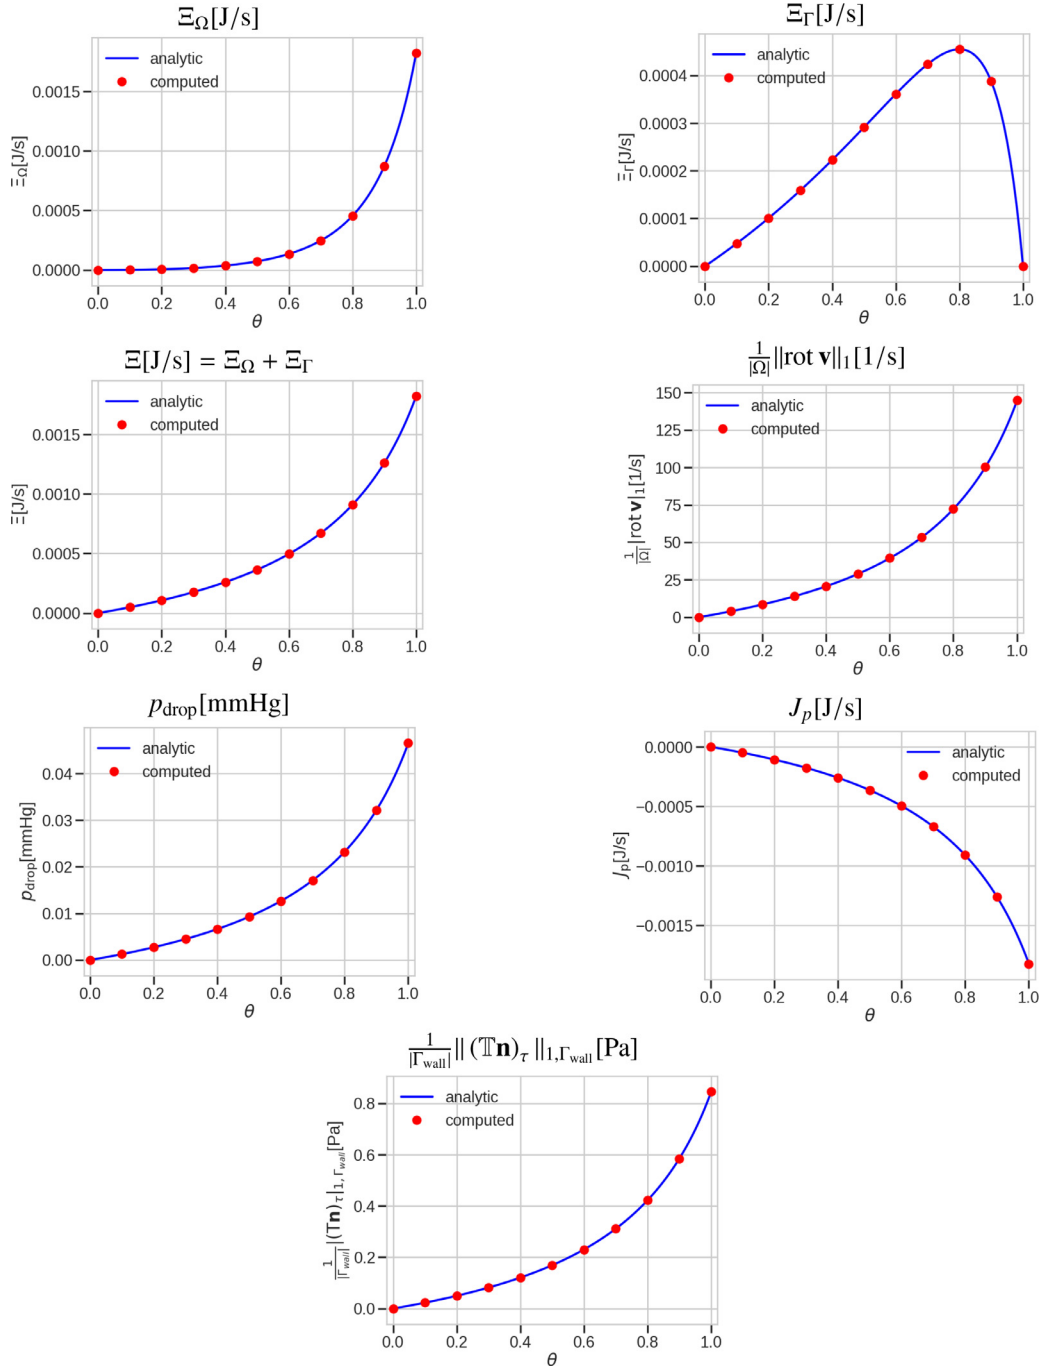 Ξ_Ω[J/s]
analytic
computed
0.0015
0.0010
0.0005
0.0000
Ξ_Ω[J/s]
0.0 0.2 0.4 0.6 0.8 1.0
θ
Ξ_Γ[J/s]
analytic
computed
0.0004
0.0003
0.0002
0.0001
0.0000
Ξ_Γ[J/s]
0.0 0.2 0.4 0.6 0.8 1.0
θ
Ξ[J/s] = Ξ_Ω + Ξ_Γ
analytic
computed
0.0015
0.0010
0.0005
0.0000
Ξ[J/s]
0.0 0.2 0.4 0.6 0.8 1.0
θ
1/|Ω| ‖rot v‖₁[1/s]
analytic
computed
150
125
100
75
50
25
0
1/|Ω| |rot v|₁[1/s]
0.0 0.2 0.4 0.6 0.8 1.0
θ
p_drop[mmHg]
analytic
computed
0.04
0.03
0.02
0.01
0.00
p_drop[mmHg]
0.0 0.2 0.4 0.6 0.8 1.0
θ
J_p[J/s]
analytic
computed
0.0000
−0.0005
−0.0010
−0.0015
J_p[J/s]
0.0 0.2 0.4 0.6 0.8 1.0
θ
1/|Γ_wall| ‖ (𝕋n)_τ ‖_{1,Γ_wall}[Pa]
analytic
computed
0.8
0.6
0.4
0.2
0.0
1/|Γ_wall| |(Tn)_τ|_{1,Γ_wall}[Pa]
0.0 0.2 0.4 0.6 0.8 1.0
θ